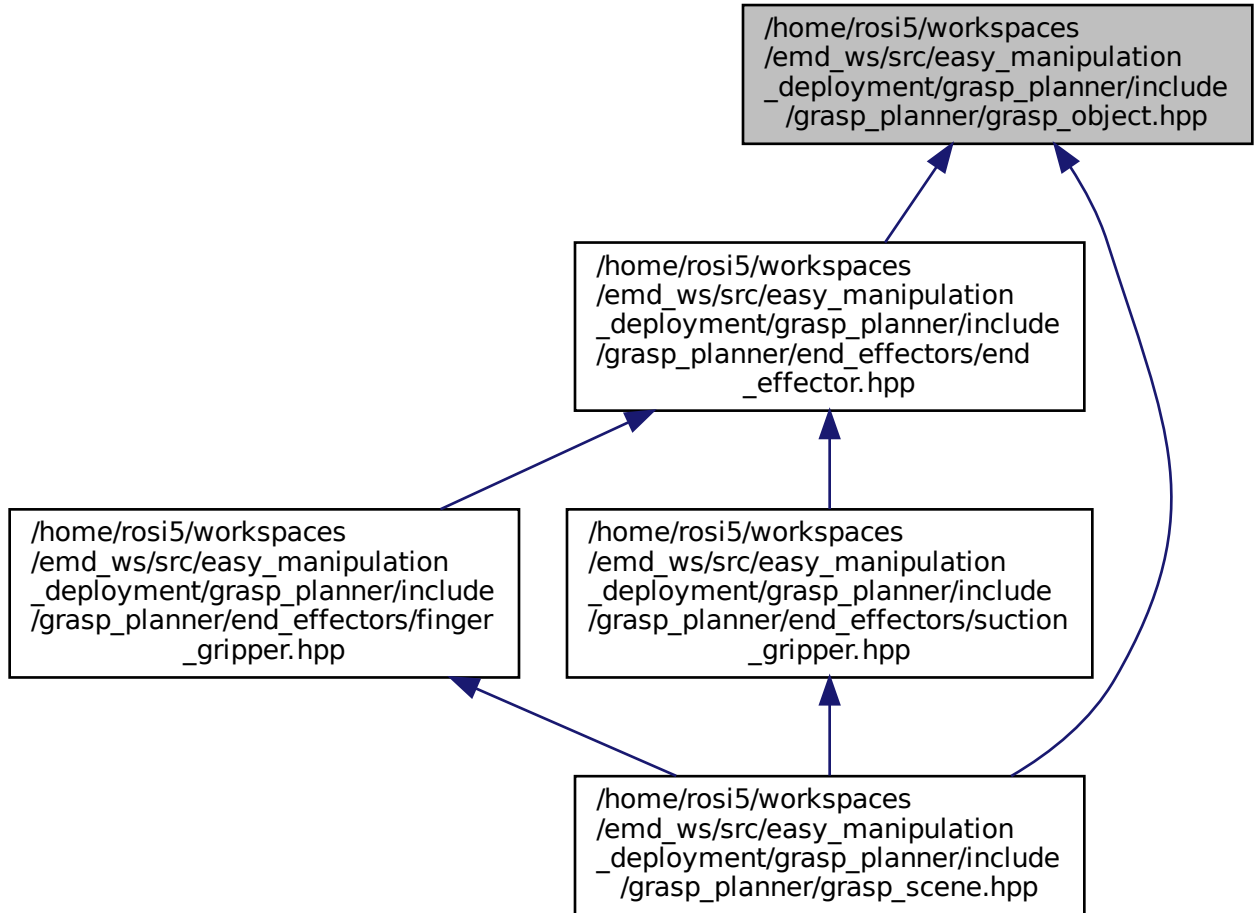 /home/rosi5/workspaces
/emd_ws/src/easy_manipulation
_deployment/grasp_planner/include
/grasp_planner/grasp_object.hpp
/home/rosi5/workspaces
/emd_ws/src/easy_manipulation
_deployment/grasp_planner/include
/grasp_planner/end_effectors/end
_effector.hpp
/home/rosi5/workspaces
/emd_ws/src/easy_manipulation
_deployment/grasp_planner/include
/grasp_planner/end_effectors/finger
_gripper.hpp
/home/rosi5/workspaces
/emd_ws/src/easy_manipulation
_deployment/grasp_planner/include
/grasp_planner/end_effectors/suction
_gripper.hpp
/home/rosi5/workspaces
/emd_ws/src/easy_manipulation
_deployment/grasp_planner/include
/grasp_planner/grasp_scene.hpp